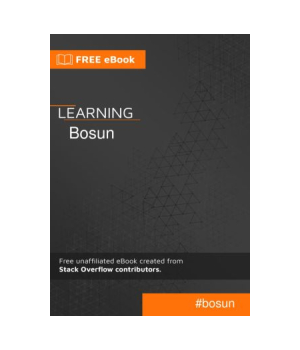 FREE eBook
LEARNING
Bosun
Free unaffiliated eBook created from
Stack Overflow contributors.
#bosun